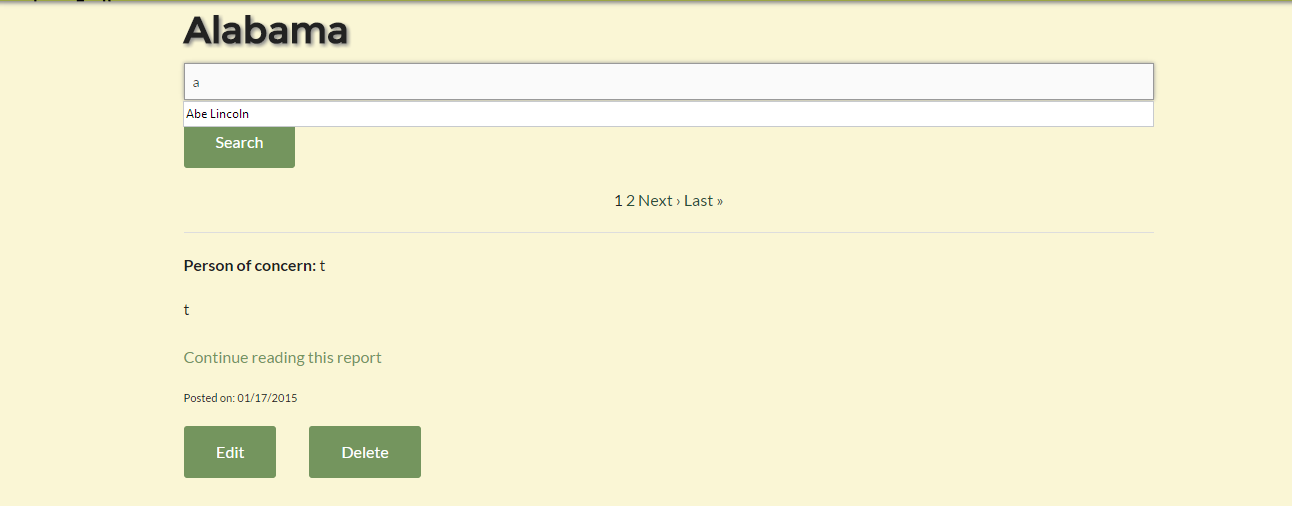 Alabama
a
Abe Lincoln
Search
1 2 Next › Last »
Person of concern: t
t
Continue reading this report
Posted on: 01/17/2015
Edit Delete